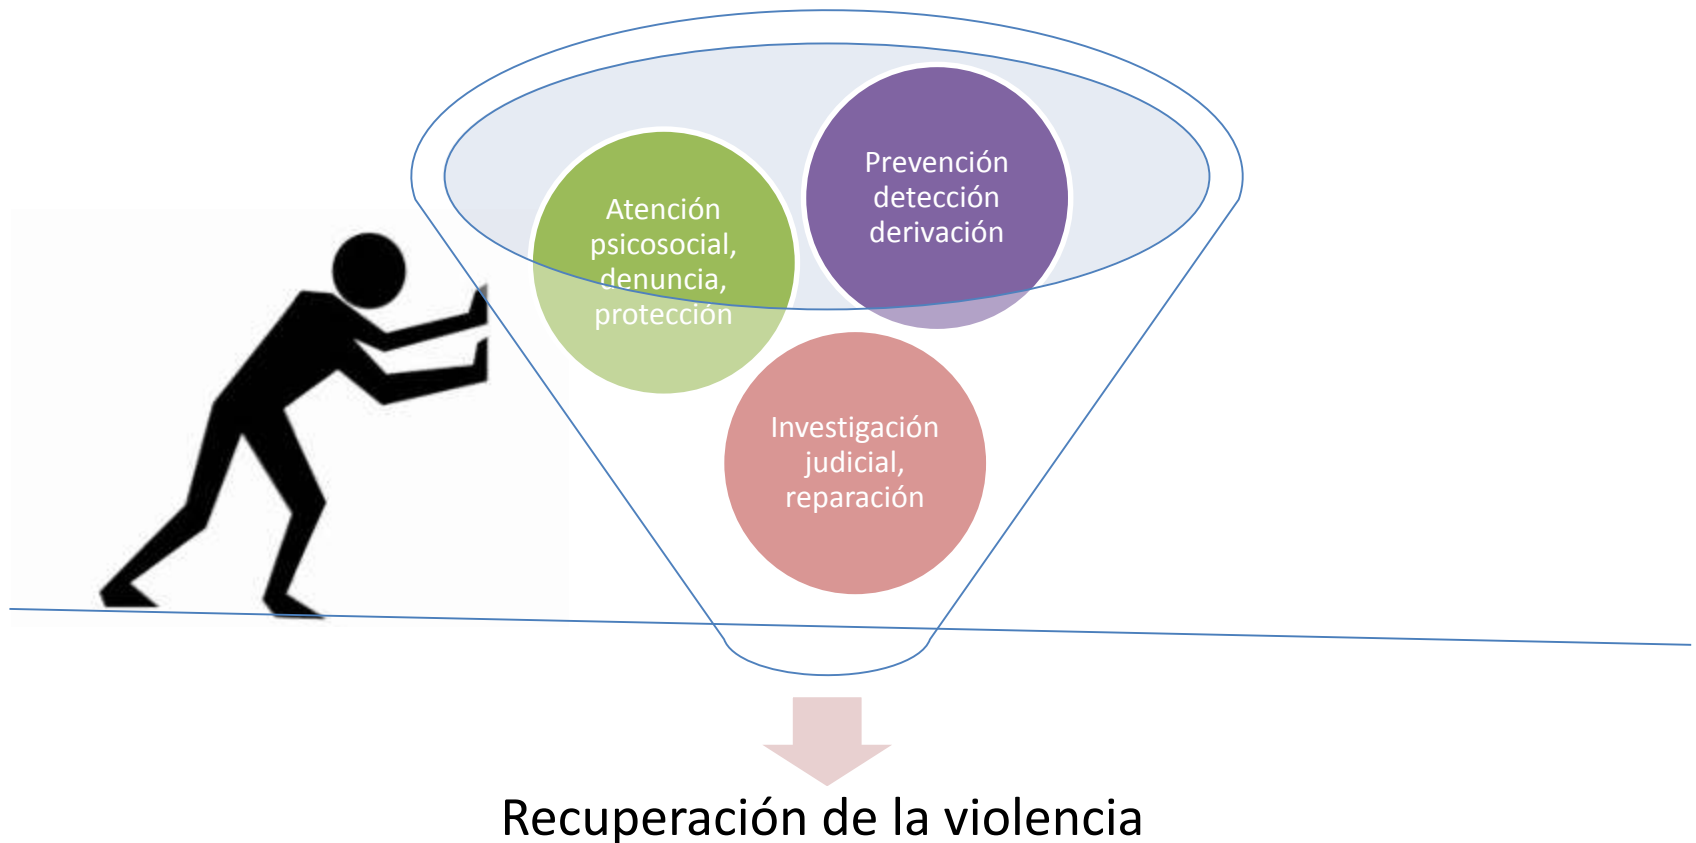 Prevención
detección
derivación
Atención
psicosocial,
denuncia,
protección
Investigación
judicial,
reparación
Recuperación de la violencia